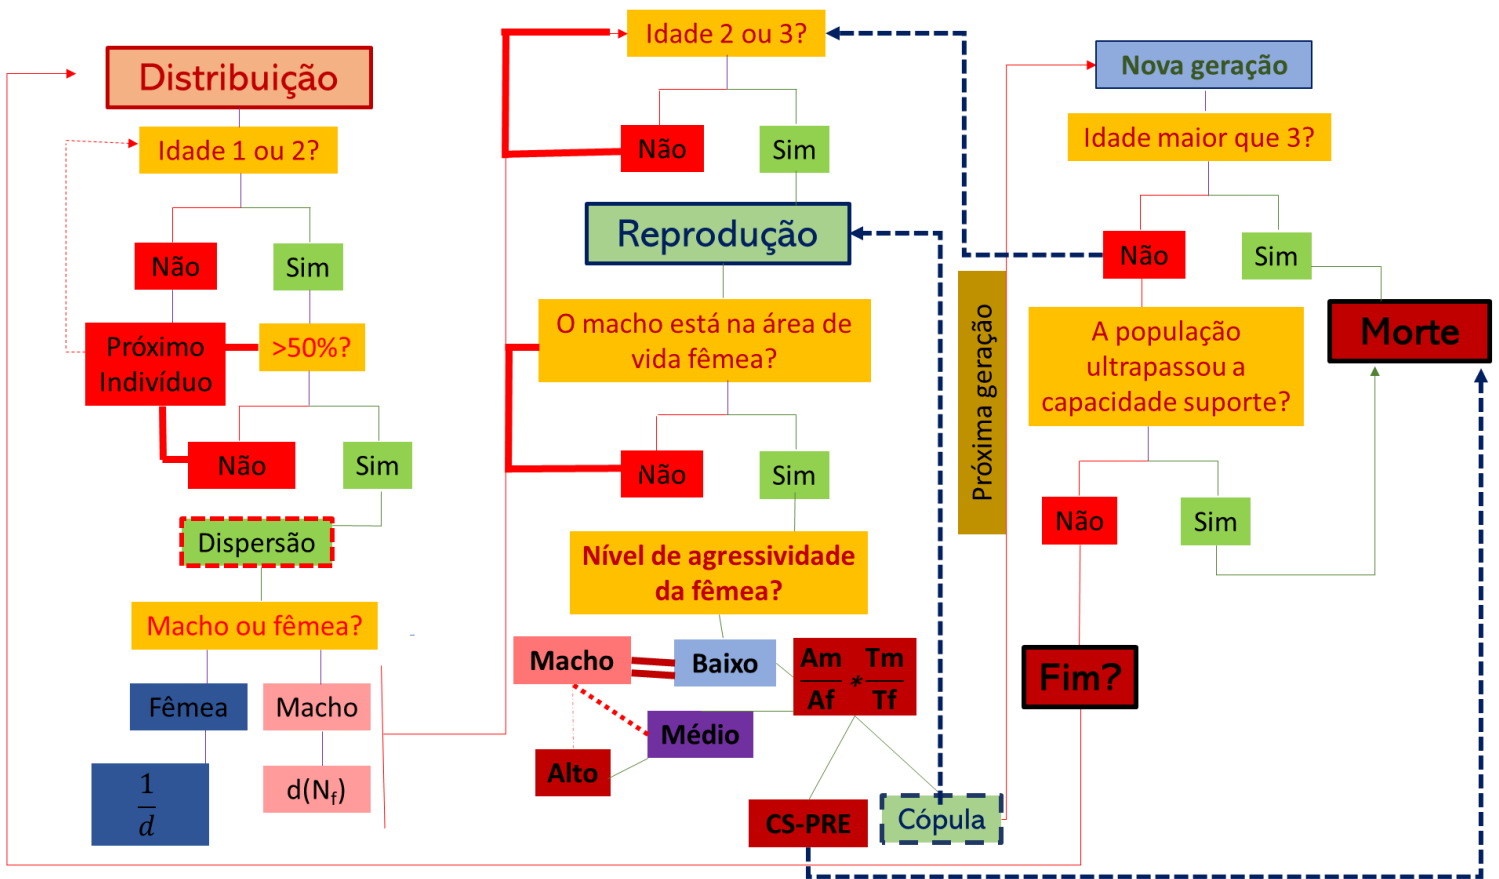 Distribuição
Idade 1 ou 2?
Não
Sim
Próximo
Indivíduo
>50%?
Não
Sim
Dispersão
Macho ou fêmea?
Fêmea
Macho
1
d
d(Nf)
Idade 2 ou 3?
Não
Sim
Reprodução
O macho está na área de
vida fêmea?
Não
Sim
Nível de agressividade
da fêmea?
Macho
Baixo
Médio
Alto
Am Tm
*
Af Tf
CS-PRE
Cópula
Próxima geração
Nova geração
Idade maior que 3?
Não
Sim
Morte
A população
ultrapassou a
capacidade suporte?
Não
Sim
Fim?